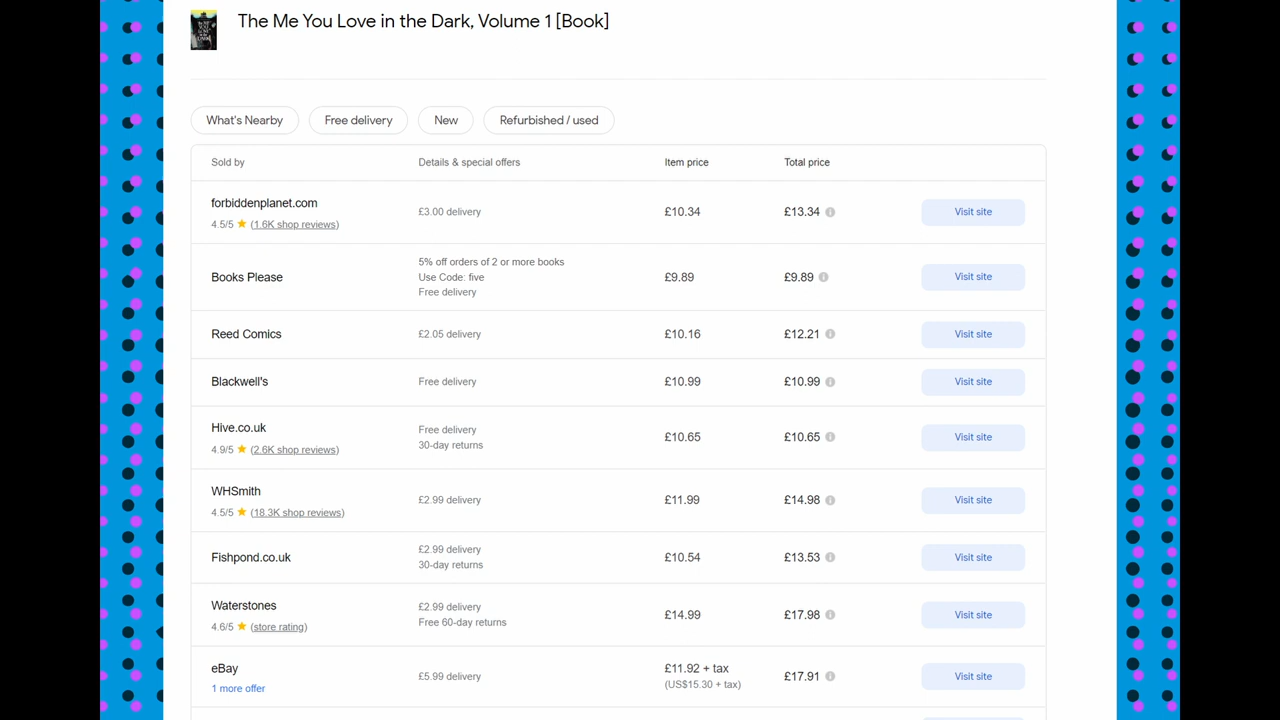 The Me You Love in the Dark, Volume 1 [Book]
What's Nearby
Free delivery
New
Refurbished / used
Sold by
Details & special offers
Item price
Total price
forbiddenplanet.com
4.5/5 ★ (1.6K shop reviews)
£3.00 delivery
£10.34
£13.34
Visit site
Books Please
5% off orders of 2 or more books
Use Code: five
Free delivery
£9.89
£9.89
Visit site
Reed Comics
£2.05 delivery
£10.16
£12.21
Visit site
Blackwell's
Free delivery
£10.99
£10.99
Visit site
Hive.co.uk
4.9/5 ★ (2.6K shop reviews)
Free delivery
30-day returns
£10.65
£10.65
Visit site
WHSmith
4.5/5 ★ (18.3K shop reviews)
£2.99 delivery
£11.99
£14.98
Visit site
Fishpond.co.uk
£2.99 delivery
30-day returns
£10.54
£13.53
Visit site
Waterstones
4.6/5 ★ (store rating)
£2.99 delivery
Free 60-day returns
£14.99
£17.98
Visit site
eBay
1 more offer
£5.99 delivery
£11.92 + tax
(US$15.30 + tax)
£17.91
Visit site